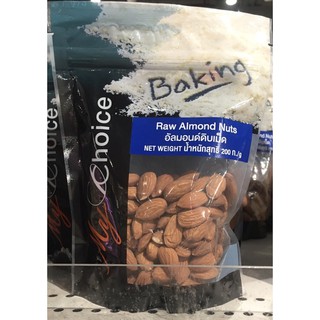 Baking
Raw Almond Nuts
อัลมอนด์ดิบเม็ด
NET WEIGHT น้ำหนักสุทธิ 200 ก./g
My Choice